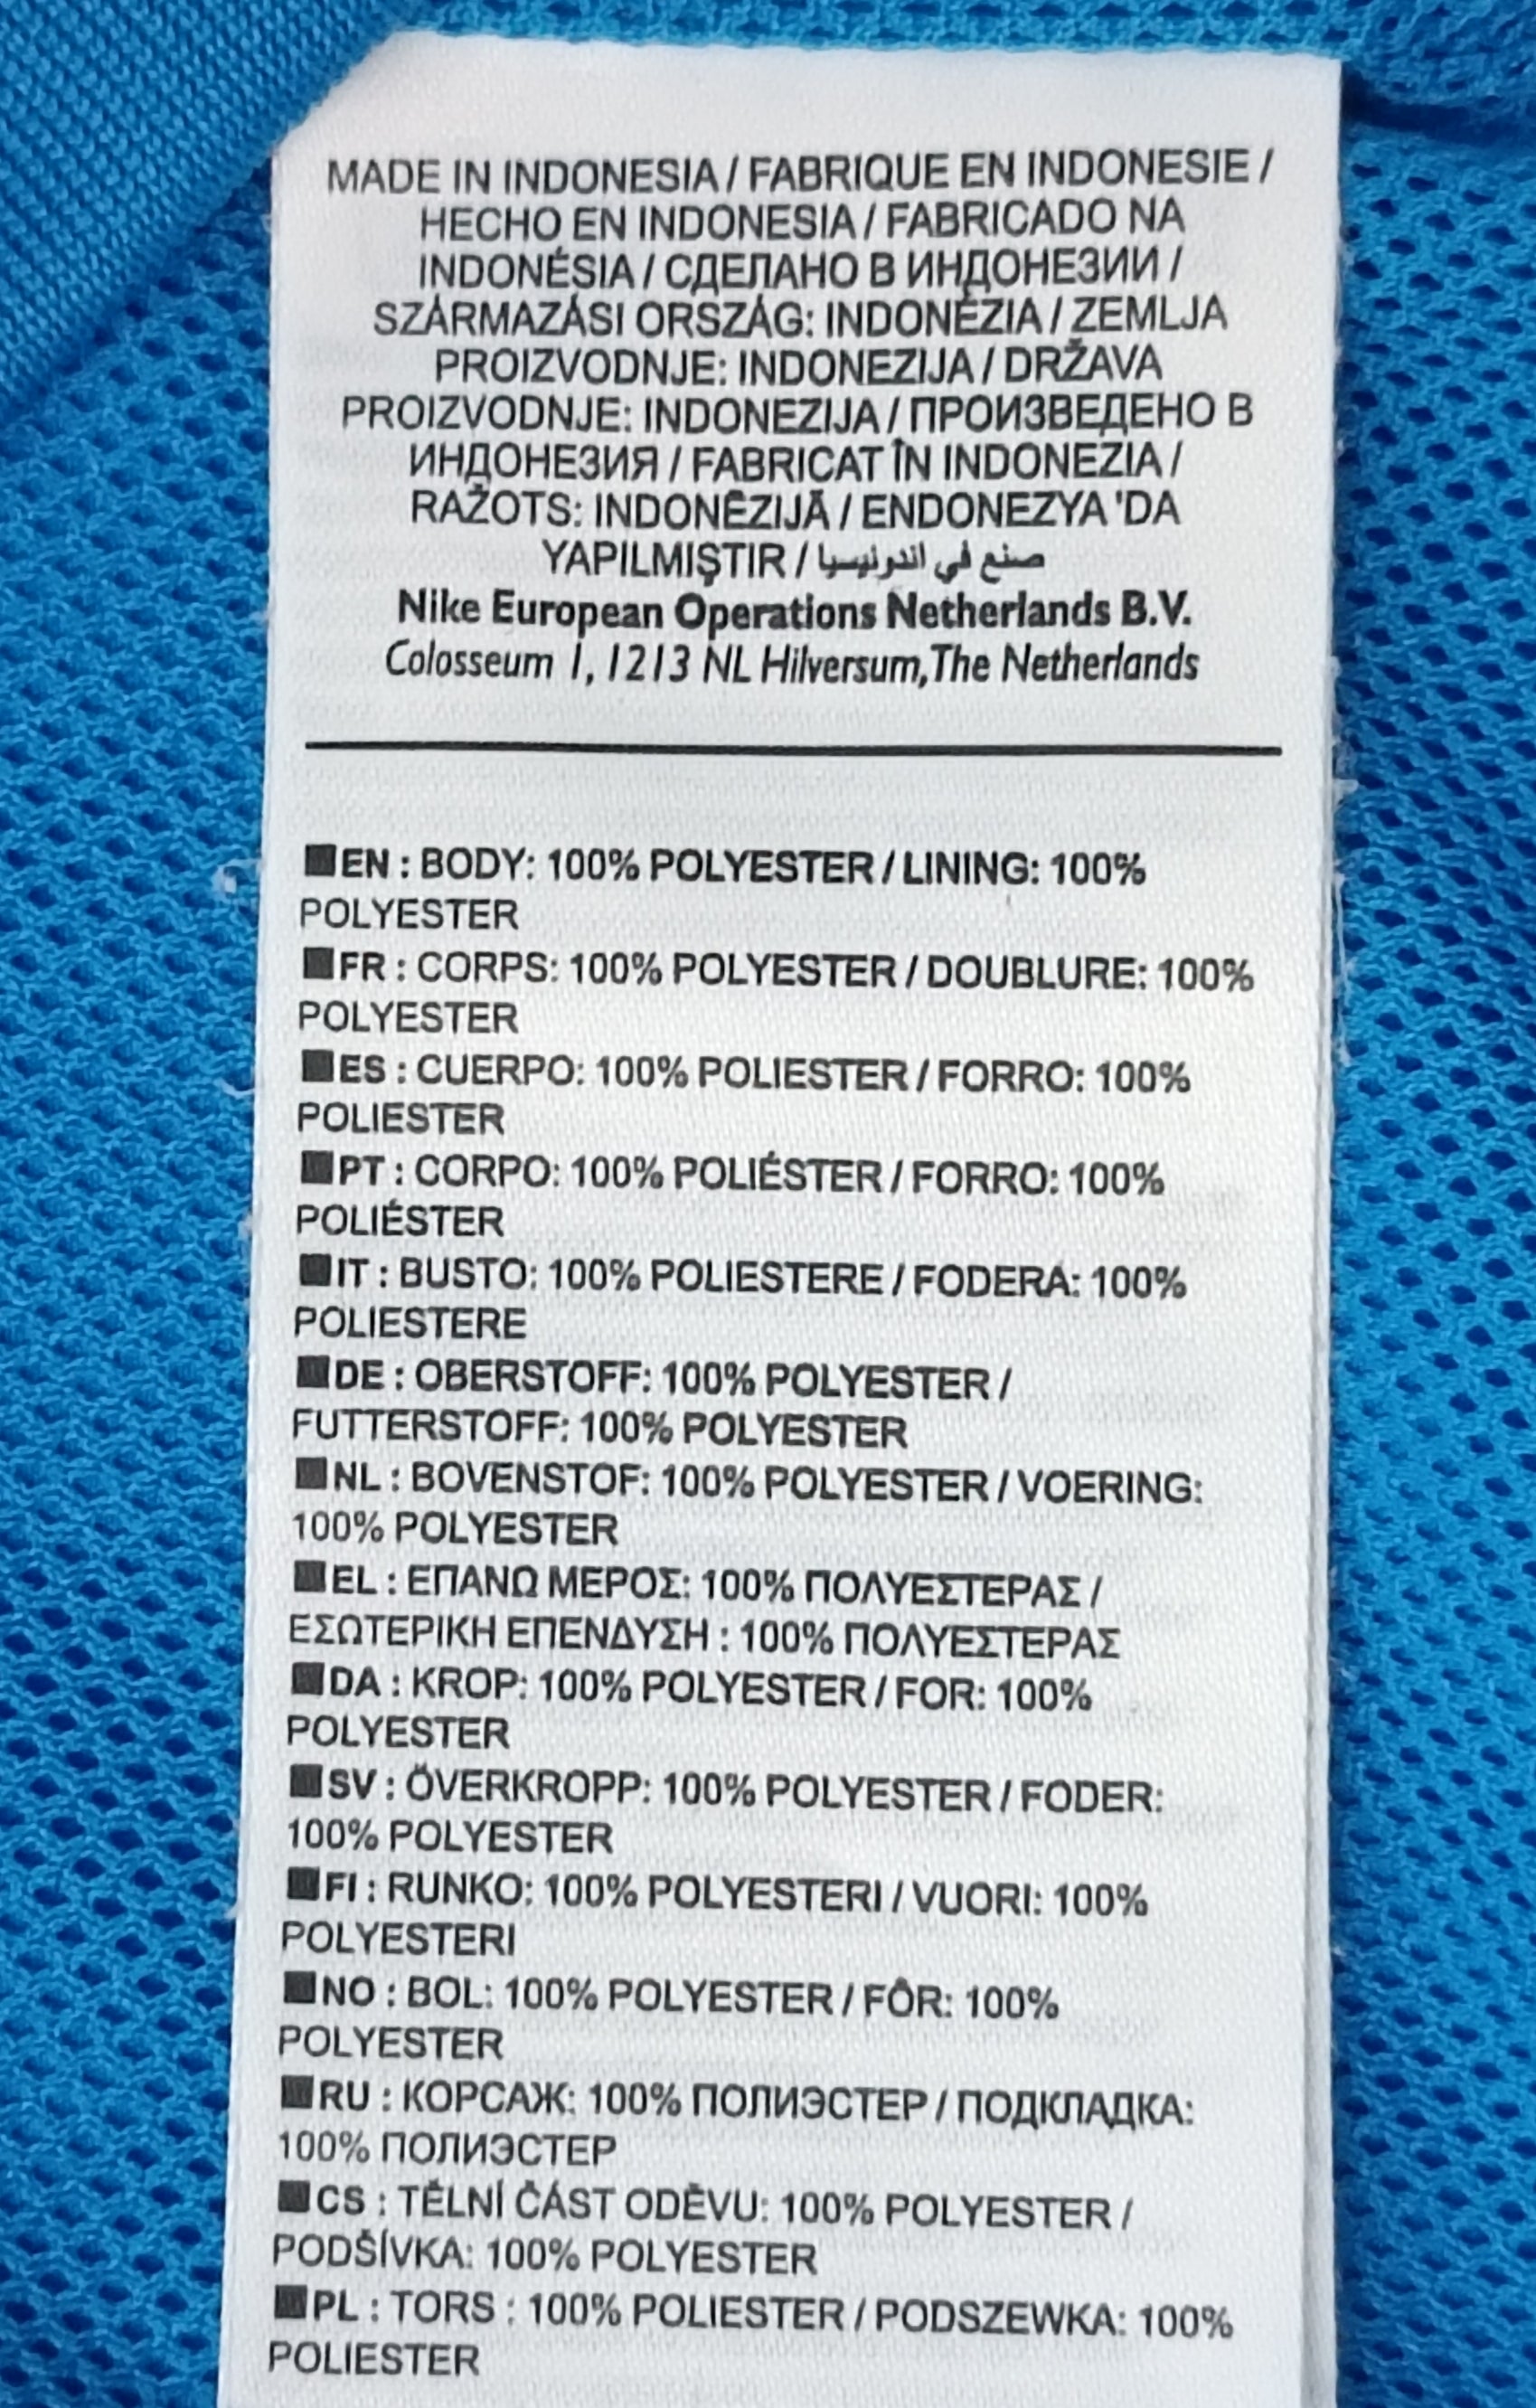 MADE IN INDONESIA / FABRIQUE EN INDONESIE /
HECHO EN INDONESIA / FABRICADO NA
INDONÉSIA / СДЕЛАНО В ИНДОНЕЗИИ /
SZÁRMAZÁSI ORSZÁG: INDONÉZIA / ZEMLJA
PROIZVODNJE: INDONEZIJA / DRŽAVA
PROIZVODNJE: INDONEZIJA / ПРОИЗВЕДЕНО В
ИНДОНЕЗИЯ / FABRICAT ÎN INDONEZIA /
RAŽOTS: INDONĒZIJĀ / ENDONEZYA 'DA
YAPILMIŞTIR / صنع في اندونيسيا
Nike European Operations Netherlands B.V.
Colosseum 1, 1213 NL Hilversum, The Netherlands
■EN : BODY: 100% POLYESTER / LINING: 100%
POLYESTER
■FR : CORPS: 100% POLYESTER / DOUBLURE: 100%
POLYESTER
■ES : CUERPO: 100% POLIESTER / FORRO: 100%
POLIESTER
■PT : CORPO: 100% POLIÉSTER / FORRO: 100%
POLIÉSTER
■IT : BUSTO: 100% POLIESTERE / FODERA: 100%
POLIESTERE
■DE : OBERSTOFF: 100% POLYESTER /
FUTTERSTOFF: 100% POLYESTER
■NL : BOVENSTOF: 100% POLYESTER / VOERING:
100% POLYESTER
■EL : ΕΠΑΝΩ ΜΕΡΟΣ: 100% ΠΟΛΥΕΣΤΕΡΑΣ /
ΕΣΩΤΕΡΙΚΗ ΕΠΕΝΔΥΣΗ : 100% ΠΟΛΥΕΣΤΕΡΑΣ
■DA : KROP: 100% POLYESTER / FOR: 100%
POLYESTER
■SV : ÖVERKROPP: 100% POLYESTER / FODER:
100% POLYESTER
■FI : RUNKO: 100% POLYESTERI / VUORI: 100%
POLYESTERI
■NO : BOL: 100% POLYESTER / FÔR: 100%
POLYESTER
■RU : КОРСАЖ: 100% ПОЛИЭСТЕР / ПОДКЛАДКА:
100% ПОЛИЭСТЕР
■CS : TĚLNÍ ČÁST ODĚVU: 100% POLYESTER /
PODŠÍVKA: 100% POLYESTER
■PL : TORS : 100% POLIESTER / PODSZEWKA: 100%
POLIESTER